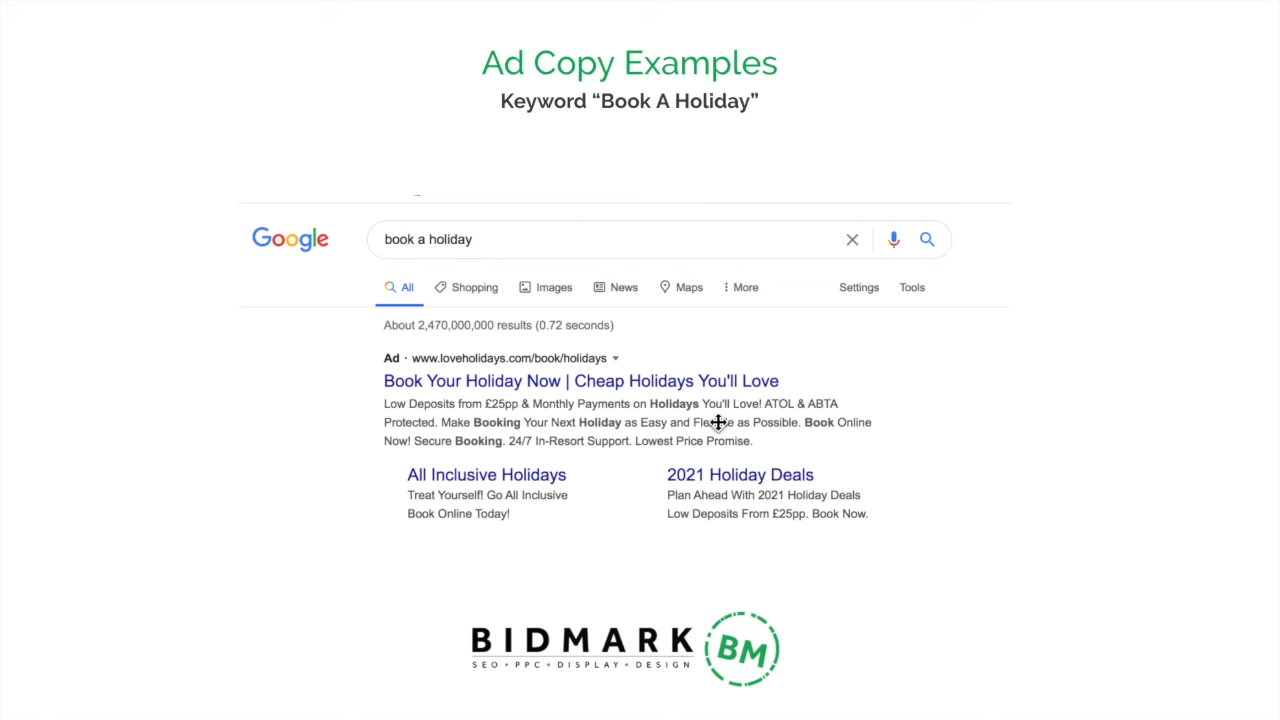 Ad Copy Examples
Keyword “Book A Holiday”
Google
book a holiday
All
Shopping
Images
News
Maps
More
Settings
Tools
About 2,470,000,000 results (0.72 seconds)
Ad · www.loveholidays.com/book/holidays
Book Your Holiday Now | Cheap Holidays You'll Love
Low Deposits from £25pp & Monthly Payments on Holidays You'll Love! ATOL & ABTA
Protected. Make Booking Your Next Holiday as Easy and as Possible. Book Online
Now! Secure Booking. 24/7 In-Resort Support. Lowest Price Promise.
All Inclusive Holidays
Treat Yourself! Go All Inclusive
Book Online Today!
2021 Holiday Deals
Plan Ahead With 2021 Holiday Deals
Low Deposits From £25pp. Book Now.
BIDMARK
SEO • PPC • DISPLAY • DESIGN
BM